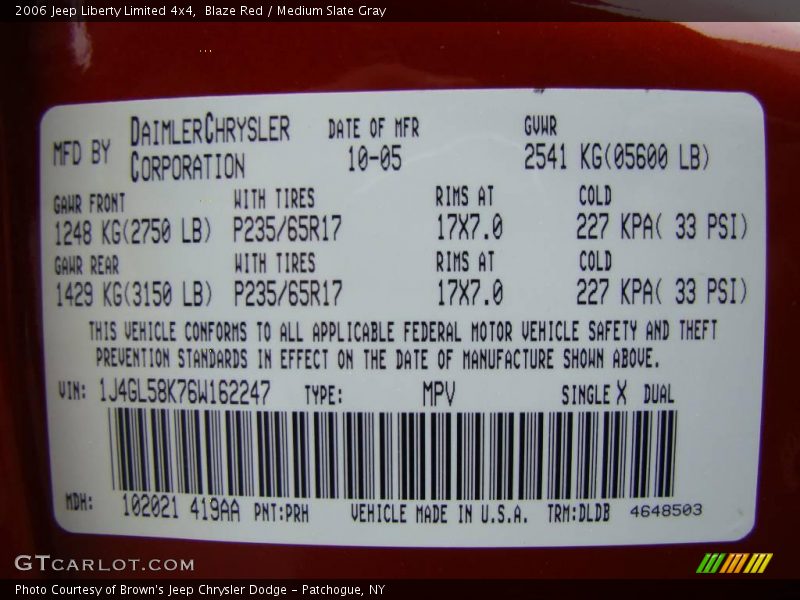 2006 Jeep Liberty Limited 4x4,  Blaze Red / Medium Slate Gray
MFD BY DAIMLERCHRYSLER CORPORATION DATE OF MFR 10-05 GVWR 2541 KG(05600 LB)
GAWR FRONT WITH TIRES RIMS AT COLD
1248 KG(2750 LB) P235/65R17 17X7.0 227 KPA( 33 PSI)
GAWR REAR WITH TIRES RIMS AT COLD
1429 KG(3150 LB) P235/65R17 17X7.0 227 KPA( 33 PSI)
THIS VEHICLE CONFORMS TO ALL APPLICABLE FEDERAL MOTOR VEHICLE SAFETY AND THEFT
PREVENTION STANDARDS IN EFFECT ON THE DATE OF MANUFACTURE SHOWN ABOVE.
VIN: 1J4GL58K76W162247 TYPE: MPV SINGLE X DUAL
MDH: 102021 419AA PNT:PRH VEHICLE MADE IN U.S.A. TRM:DLDB 4648503
GTCARLOT.COM
Photo Courtesy of Brown's Jeep Chrysler Dodge - Patchogue, NY